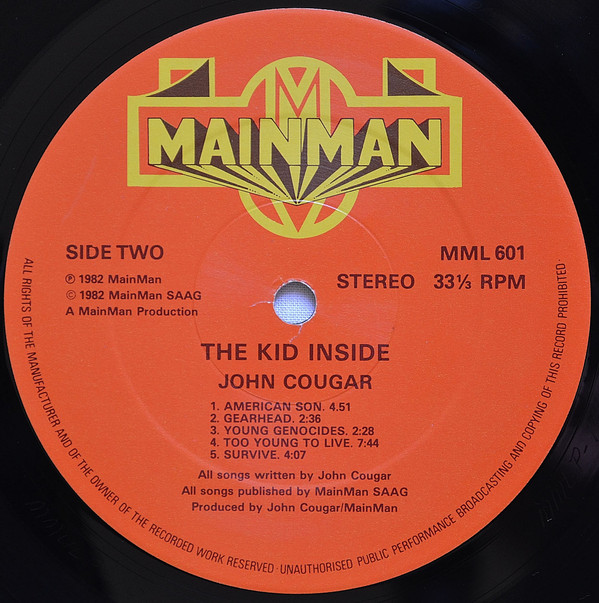 M
MAINMAN
SIDE TWO
MML 601
℗ 1982 MainMan
© 1982 MainMan SAAG
A MainMan Production
STEREO 33⅓ RPM
THE KID INSIDE
JOHN COUGAR
1. AMERICAN SON. 4.51
2. GEARHEAD. 2:36
3. YOUNG GENOCIDES. 2:28
4. TOO YOUNG TO LIVE. 7:44
5. SURVIVE. 4:07
All songs written by John Cougar
All songs published by MainMan SAAG
Produced by John Cougar/MainMan
ALL RIGHTS OF THE MANUFACTURER AND OF THE OWNER OF THE RECORDED WORK RESERVED · UNAUTHORISED PUBLIC PERFORMANCE BROADCASTING AND COPYING OF THIS RECORD PROHIBITED